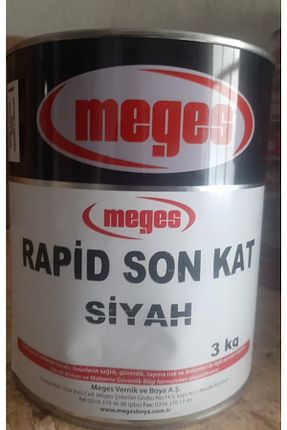 meges
meges
RAPİD SON KAT
SİYAH
3 kg
Meges Vernik ve Boya A.Ş.
www.megesboya.com.tr